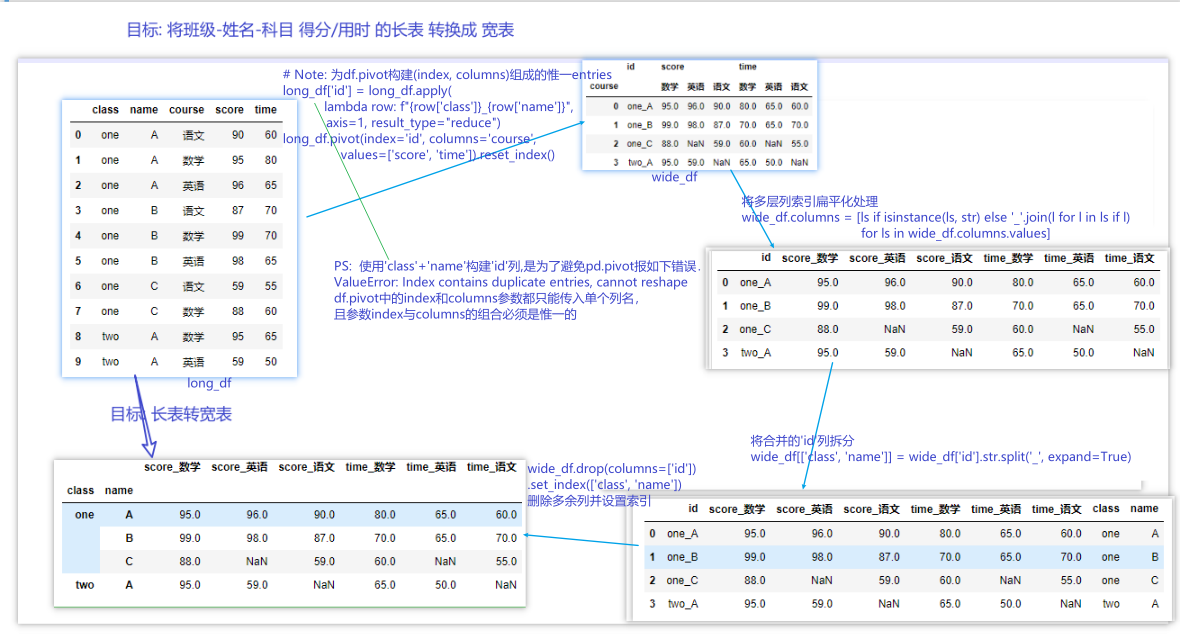 目标: 将班级-姓名-科目 得分/用时 的长表 转换成 宽表
# Note: 为df.pivot构建(index, columns)组成的惟一entries
long_df['id'] = long_df.apply(
lambda row: f"{row['class']}_{row['name']}",
axis=1, result_type="reduce")
long_df.pivot(index='id', columns='course',
values=['score', 'time']).reset_index()
class name course score time
0 one A 语文 90 60
1 one A 数学 95 80
2 one A 英语 96 65
3 one B 语文 87 70
4 one B 数学 99 70
5 one B 英语 98 65
6 one C 语文 59 55
7 one C 数学 88 60
8 two A 数学 95 65
9 two A 英语 59 50
long_df
id score time
course 数学 英语 语文 数学 英语 语文
0 one_A 95.0 96.0 90.0 80.0 65.0 60.0
1 one_B 99.0 98.0 87.0 70.0 65.0 70.0
2 one_C 88.0 NaN 59.0 60.0 NaN 55.0
3 two_A 95.0 59.0 NaN 65.0 50.0 NaN
wide_df
将多层列索引扁平化处理
wide_df.columns = [ls if isinstance(ls, str) else '_'.join(l for l in ls if l)
for ls in wide_df.columns.values]
PS: 使用'class'+'name'构建'id'列,是为了避免pd.pivot报如下错误.
ValueError: Index contains duplicate entries, cannot reshape
df.pivot中的index和columns参数都只能传入单个列名,
且参数index与columns的组合必须是惟一的
id score_数学 score_英语 score_语文 time_数学 time_英语 time_语文
0 one_A 95.0 96.0 90.0 80.0 65.0 60.0
1 one_B 99.0 98.0 87.0 70.0 65.0 70.0
2 one_C 88.0 NaN 59.0 60.0 NaN 55.0
3 two_A 95.0 59.0 NaN 65.0 50.0 NaN
目标: 长表转宽表
将合并的'id'列拆分
wide_df[['class', 'name']] = wide_df['id'].str.split('_', expand=True)
score_数学 score_英语 score_语文 time_数学 time_英语 time_语文
class name
one A 95.0 96.0 90.0 80.0 65.0 60.0
B 99.0 98.0 87.0 70.0 65.0 70.0
C 88.0 NaN 59.0 60.0 NaN 55.0
two A 95.0 59.0 NaN 65.0 50.0 NaN
wide_df.drop(columns=['id'])
.set_index(['class', 'name'])
删除多余列并设置索引
id score_数学 score_英语 score_语文 time_数学 time_英语 time_语文 class name
0 one_A 95.0 96.0 90.0 80.0 65.0 60.0 one A
1 one_B 99.0 98.0 87.0 70.0 65.0 70.0 one B
2 one_C 88.0 NaN 59.0 60.0 NaN 55.0 one C
3 two_A 95.0 59.0 NaN 65.0 50.0 NaN two A